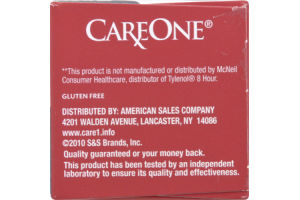 CAREONE®
**This product is not manufactured or distributed by McNeil
Consumer Healthcare, distributor of Tylenol® 8 Hour.
GLUTEN FREE
DISTRIBUTED BY: AMERICAN SALES COMPANY
4201 WALDEN AVENUE, LANCASTER, NY 14086
www.care1.info
©2010 S&S Brands, Inc.
Quality guaranteed or your money back.
This product has been tested by an independent
laboratory to ensure its quality and effectiveness.